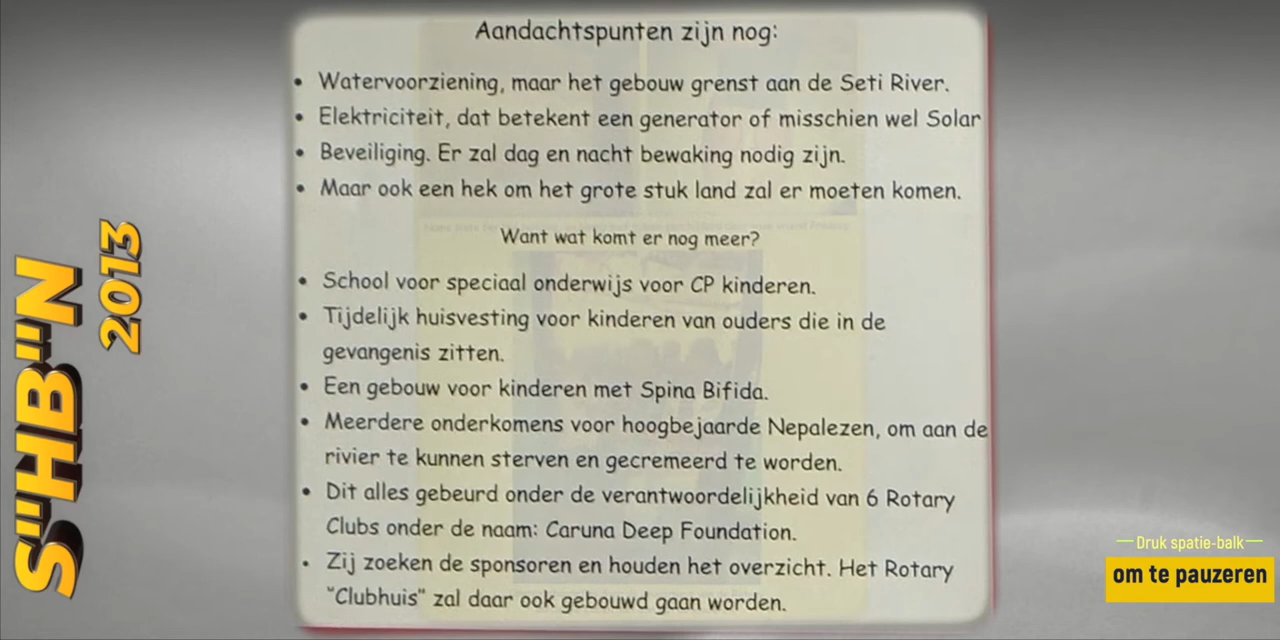 Aandachtspunten zijn nog:
• Watervoorziening, maar het gebouw grenst aan de Seti River.
• Elektriciteit, dat betekent een generator of misschien wel Solar
• Beveiliging. Er zal dag en nacht bewaking nodig zijn.
• Maar ook een hek om het grote stuk land zal er moeten komen.
Want wat komt er nog meer?
• School voor speciaal onderwijs voor CP kinderen.
• Tijdelijk huisvesting voor kinderen van ouders die in de
gevangenis zitten.
• Een gebouw voor kinderen met Spina Bifida.
• Meerdere onderkomens voor hoogbejaarde Nepalezen, om aan de
rivier te kunnen sterven en gecremeerd te worden.
• Dit alles gebeurd onder de verantwoordelijkheid van 6 Rotary
Clubs onder de naam: Caruna Deep Foundation.
• Zij zoeken de sponsoren en houden het overzicht. Het Rotary
"Clubhuis" zal daar ook gebouwd gaan worden.
S"HB"N
2013
Druk spatie-balk
om te pauzeren